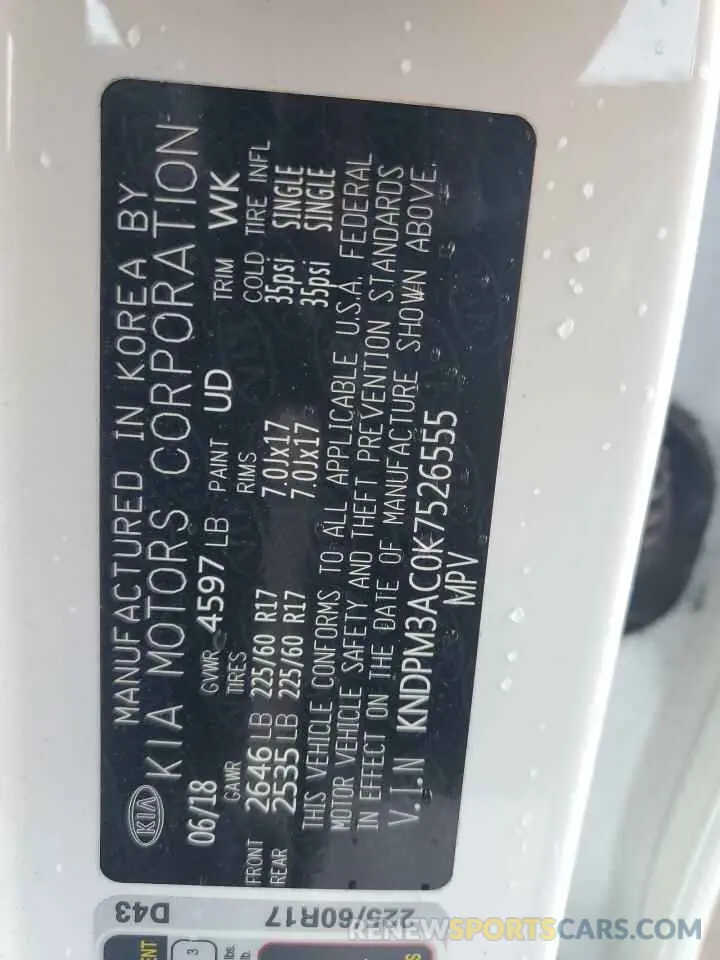 KIA
MANUFACTURED IN KOREA BY
KIA MOTORS CORPORATION
06/18 GVWR 4597 LB PAINT UD TRIM WK
GAWR TIRES RIMS COLD TIRE INFL
FRONT 2646 LB 225/60 R17 7.0Jx17 35psi SINGLE
REAR 2535 LB 225/60 R17 7.0Jx17 35psi SINGLE
THIS VEHICLE CONFORMS TO ALL APPLICABLE U.S.A. FEDERAL
MOTOR VEHICLE SAFETY AND THEFT PREVENTION STANDARDS
IN EFFECT ON THE DATE OF MANUFACTURE SHOWN ABOVE.
V.I.N KNDPM3AC0K7526555
MPV
D43
225/60R17
3
lbs.
RENEWSPORTSCARS.COM